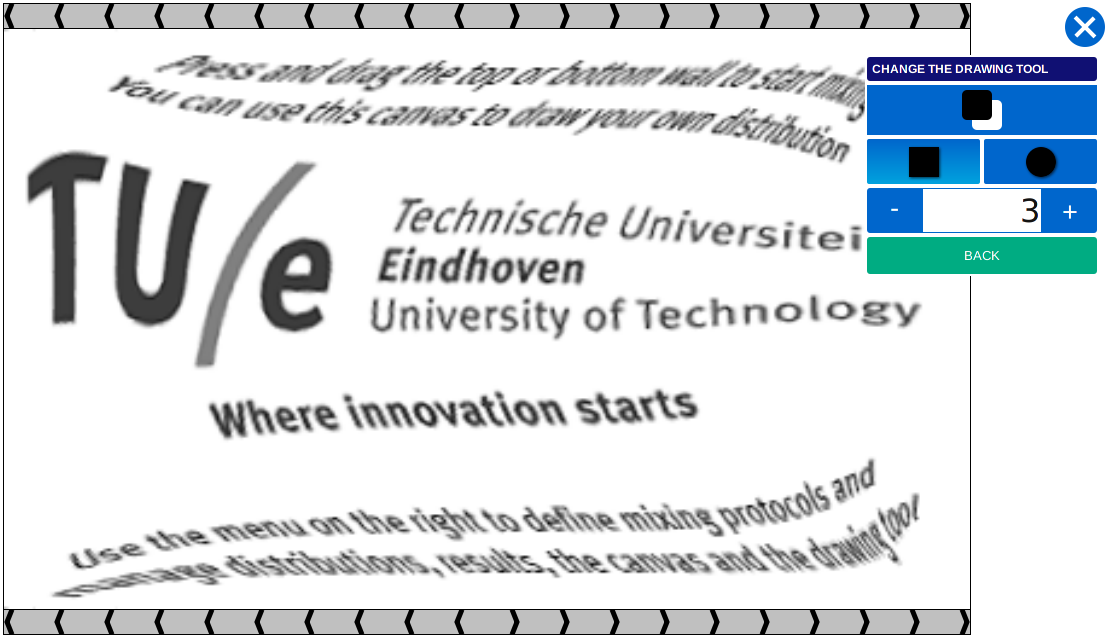 Press and drag the top or bottom wall to start mixing
You can use this canvas to draw your own distribution
TU/e
Technische Universitei
Eindhoven
University of Technology
Where innovation starts
Use the menu on the right to define mixing protocols and
manage distributions, results, the canvas and the drawing tool
CHANGE THE DRAWING TOOL
- 3 +
BACK